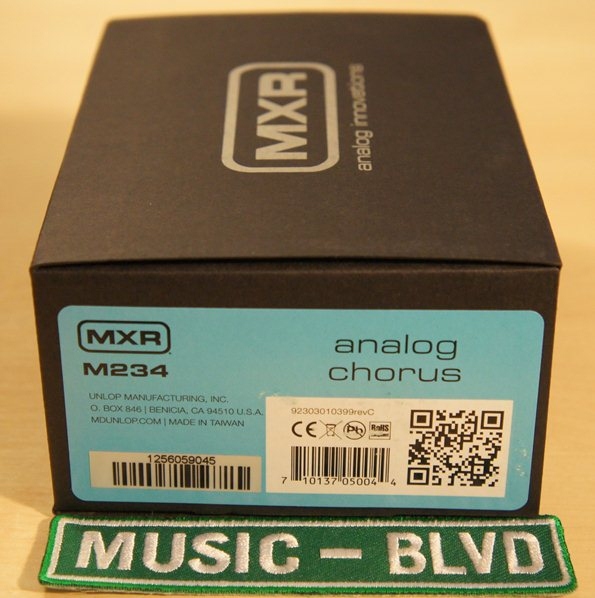 MXR
analog innovations
MXR
M234
analog
chorus
UNLOP MANUFACTURING, INC.
O. BOX 846 | BENICIA, CA 94510 U.S.A.
MDUNLOP.COM | MADE IN TAIWAN
1256059045
92303010399revC
CE Pb RoHS
7 10137 05004 4
MUSIC – BLVD